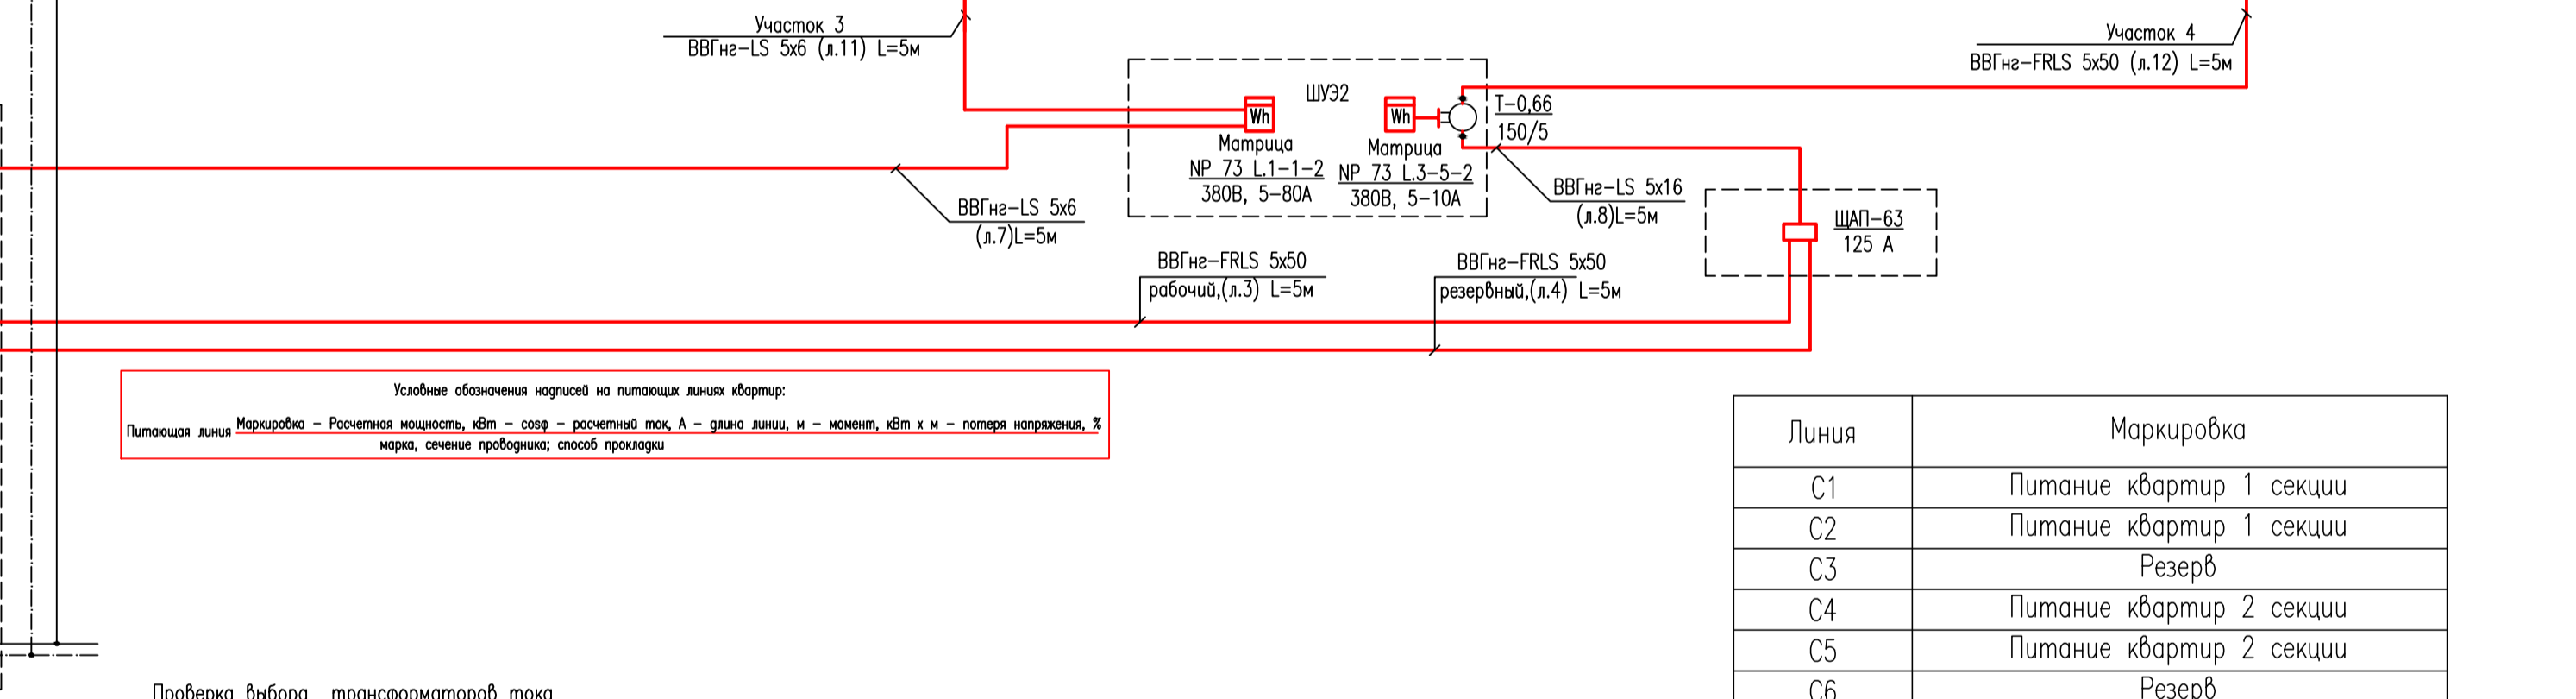 Участок 3
ВВГнг-LS 5х6 (л.11) L=5м
Участок 4
ВВГнг-FRLS 5х50 (л.12) L=5м
ШУЭ2
Wh
Матрица
NP 73 L.1-1-2
380В, 5-80А
Wh
Матрица
NP 73 L.3-5-2
380В, 5-10А
Т-0,66
150/5
ВВГнг-LS 5х6
(л.7)L=5м
ВВГнг-LS 5х16
(л.8)L=5м
ЩАП-63
125 А
ВВГнг-FRLS 5х50
рабочий,(л.3) L=5м
ВВГнг-FRLS 5х50
резервный,(л.4) L=5м
Условные обозначения надписей на питающих линиях квартир:
Питающая линия Маркировка - Расчетная мощность, кВт - cosφ - расчетный ток, А - длина линии, м - момент, кВт х м - потеря напряжения, %
марка, сечение проводника; способ прокладки
Линия Маркировка
С1 Питание квартир 1 секции
С2 Питание квартир 1 секции
С3 Резерв
С4 Питание квартир 2 секции
С5 Питание квартир 2 секции
С6 Резерв
Проверка выбора трансформаторов тока